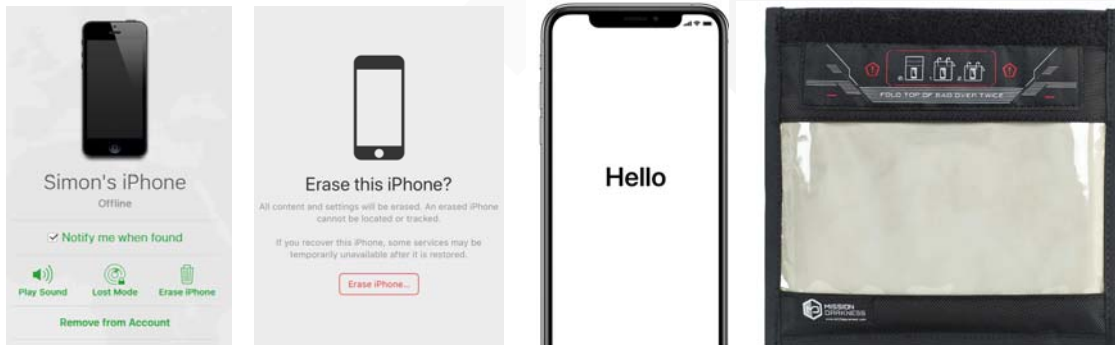 Simon's iPhone
Offline
Notify me when found
Play Sound
Lost Mode
Erase iPhone
Remove from Account
Erase this iPhone?
All content and settings will be erased. An erased iPhone
cannot be located or tracked.
If you recover this iPhone, some services may be
temporarily unavailable after it is restored.
Erase iPhone...
Hello
FOLD TOP OF BAG OVER TWICE
MISSION
DARKNESS